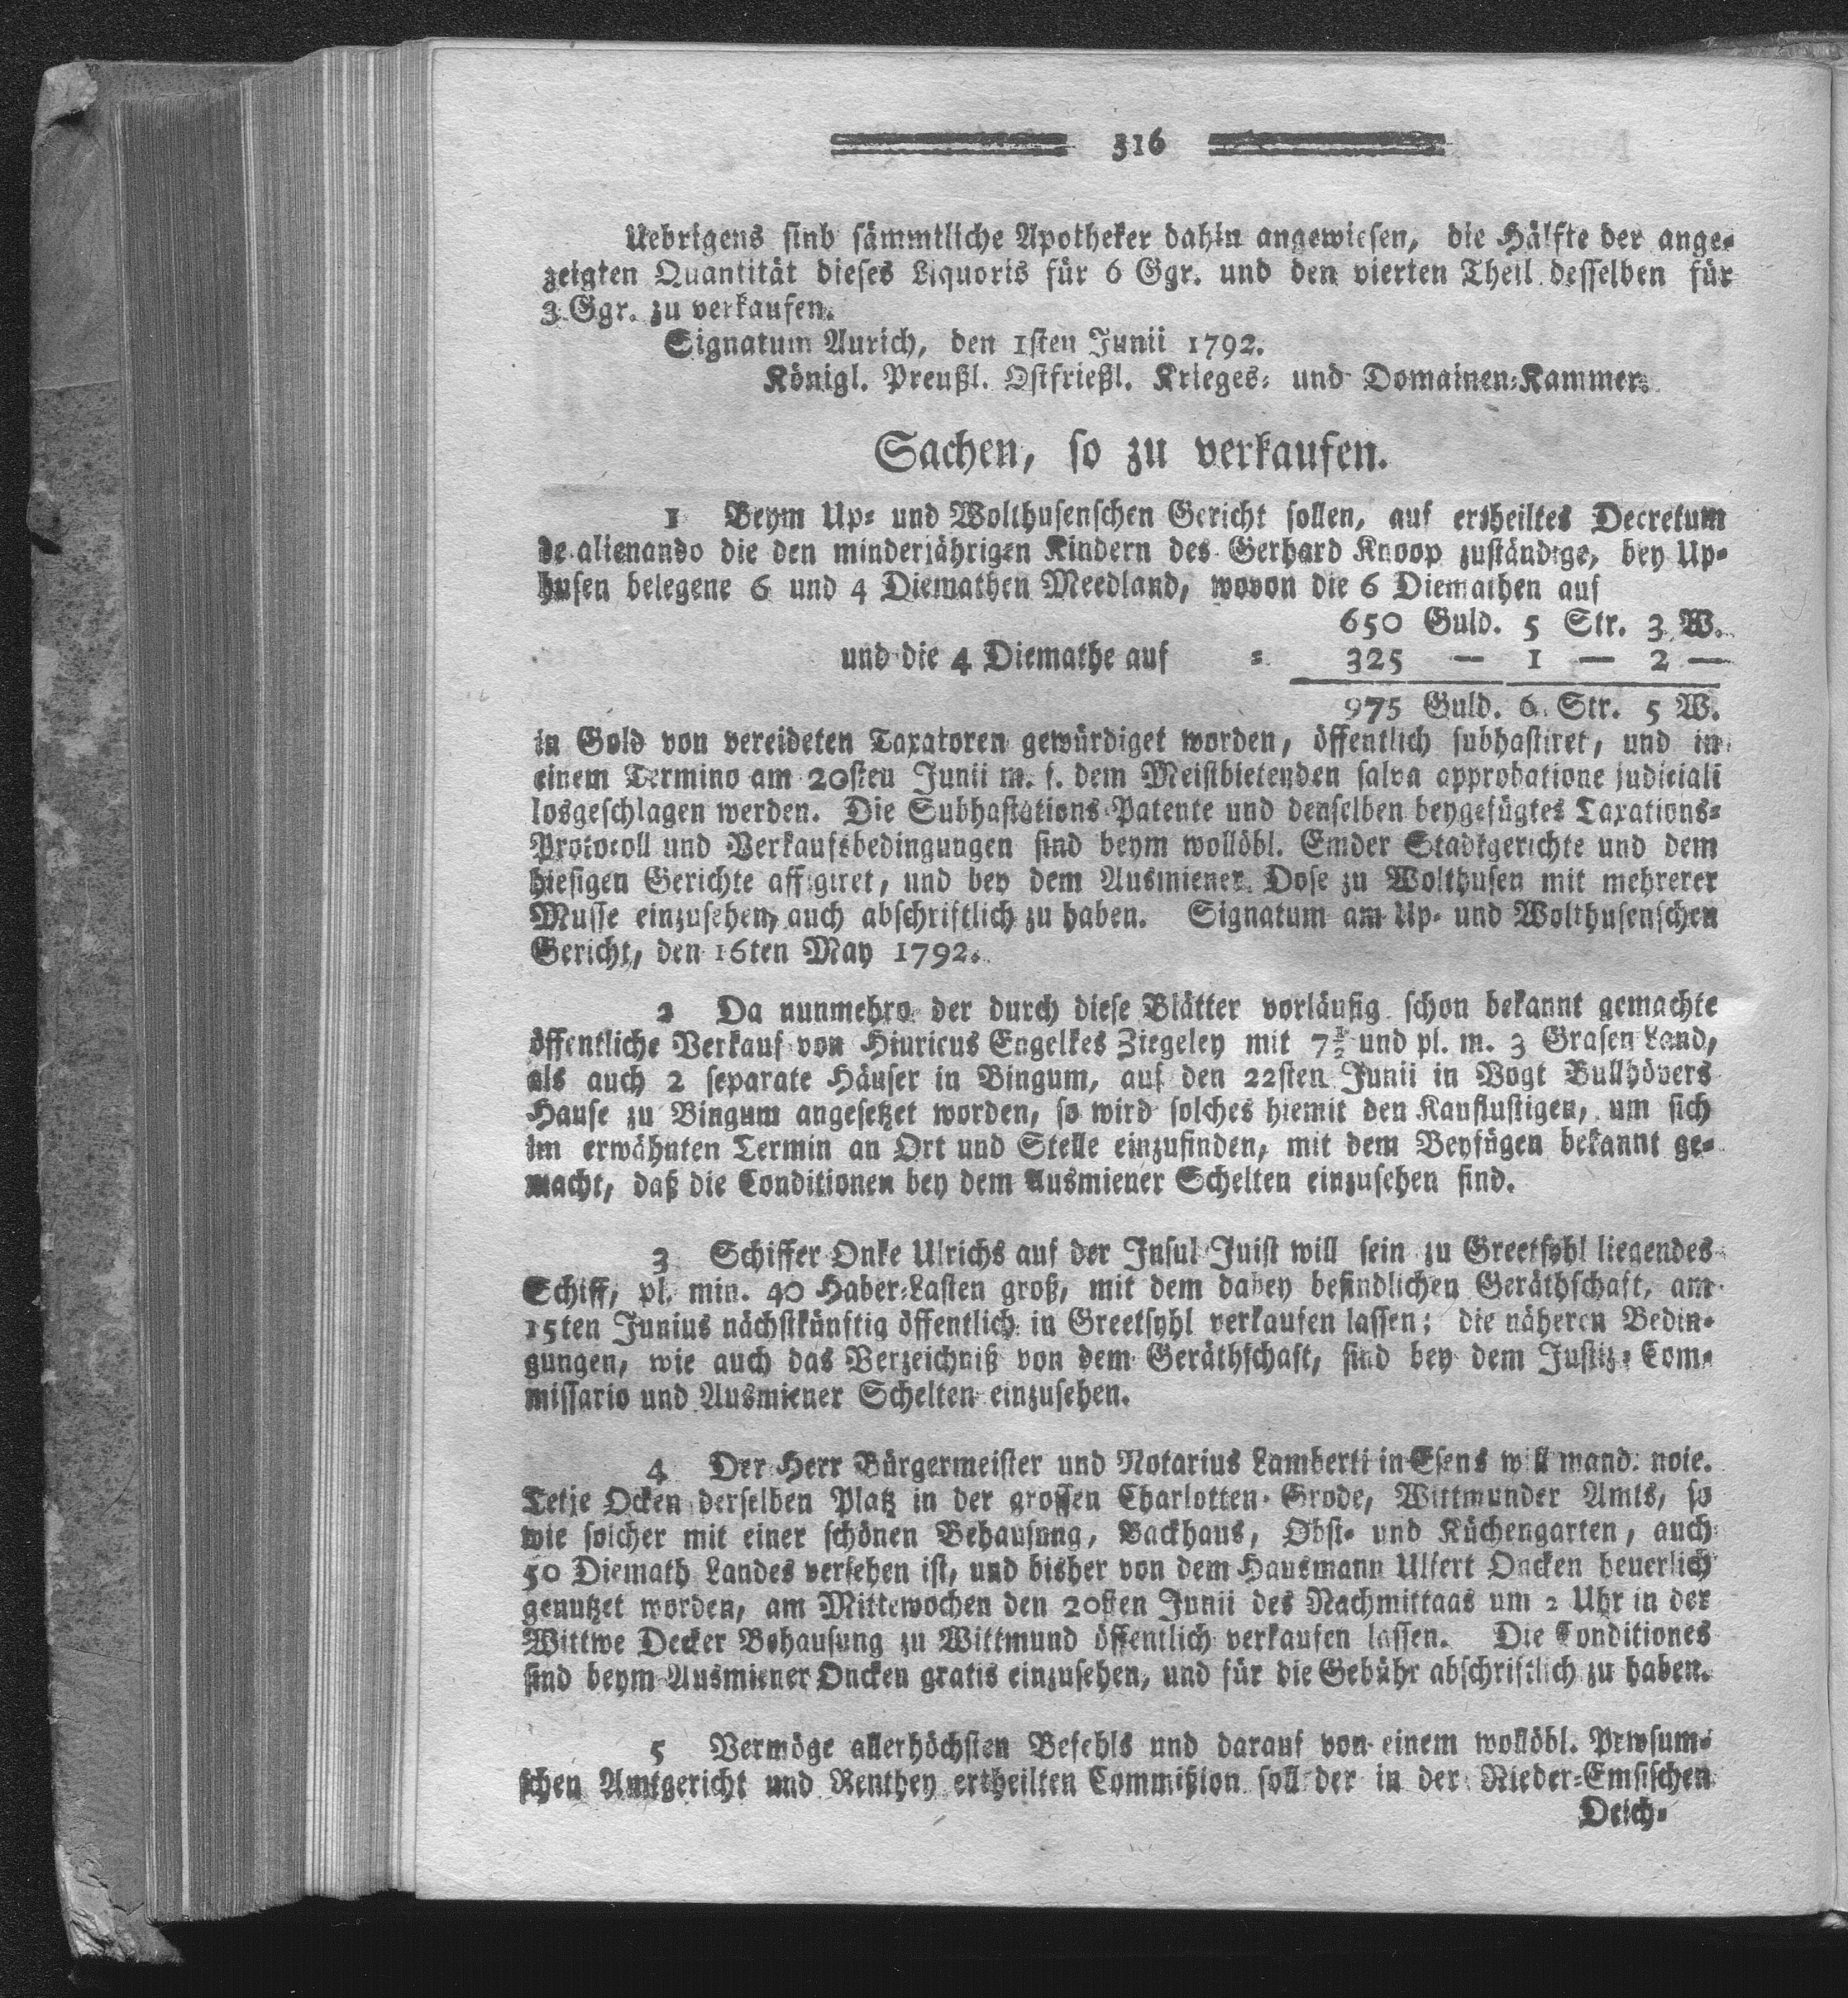 316
Uebrigens sinb sämmtliche Apotheker dahin angewiesen, die Hälfte der ange-
zeigten Quantität dieses Liquoris für 6 Ggr. und den vierten Theil desselben für
3 Ggr. zu verkaufen.
Signatum Aurich, den 1sten Junii 1792.
Königl. Preußl. Ostfrießl. Krieges- und Domainen-Kammer.
Sachen, so zu verkaufen.
1 Beym Up- und Wolthusenschen Gericht sollen, auf ertheiltes Decretum
de alienando die den minderjährigen Kindern des Gerhard Knoop zuständige, bey Up-
husen belegene 6 und 4 Diemathen Meedland, wovon die 6 Diemathen auf
650 Guld. 5 Str. 3 W.
und die 4 Diemathe auf = 325 — 1 — 2 —
975 Guld. 6 Str. 5 W.
in Gold von vereideten Taxatoren gewürdiget worden, öffentlich subhastiret, und in
einem Termino am 20sten Junii m. f. dem Meistbietenden salva approbatione judiciali
losgeschlagen werden. Die Subhastations-Patente und denselben beygefügtes Taxations-
Protocoll und Verkaufsbedingungen sind beym wollöbl. Emder Stadtgerichte und dem
hiesigen Gerichte affigiret, und bey dem Ausmiener Dose zu Wolthusen mit mehrerer
Musse einzusehen, auch abschriftlich zu haben. Signatum am Up- und Wolthusenschen
Gericht, den 16ten May 1792.
2 Da nunmehro der durch diese Blätter vorläufig schon bekannt gemachte
öffentliche Verkauf von Hinricus Engelkes Ziegeley mit 7½ und pl. m. 3 Grasen Land,
als auch 2 separate Häuser in Bingum, auf den 22sten Junii in Vogt Bullhövers
Hause zu Bingum angesetzet worden, so wird solches hiemit den Kauflustigen, um sich
im erwähnten Termin an Ort und Stelle einzufinden, mit dem Beyfügen bekannt ge-
macht, daß die Conditionen bey dem Ausmiener Schelten einzusehen sind.
3 Schiffer Onke Ulrichs auf der Insul Juist will sein zu Greetsyhl liegendes
Schiff, pl. min. 40 Haber-Lasten groß, mit dem dabey befindlichen Geräthschaft, am
15ten Junius nächstkünftig öffentlich in Greetsyhl verkaufen lassen; die näheren Bedin-
gungen, wie auch das Verzeichniß von dem Geräthschaft, sind bey dem Justiz-Com-
missario und Ausmiener Schelten einzusehen.
4 Der Herr Bürgermeister und Notarius Lamberti in Esens will mand. noie.
Tetje Ocken derselben Platz in der grossen Charlotten-Grode, Wittmunder Amts, so
wie solcher mit einer schönen Behausung, Backhaus, Obst- und Küchengarten, auch
50 Diemath Landes versehen ist, und bisher von dem Hausmann Ulfert Oncken heuerlich
genutzet worden, am Mittewochen den 20sten Junii des Nachmittags um 2 Uhr in der
Wittwe Decker Behausung zu Wittmund öffentlich verkaufen lassen. Die Conditiones
sind beym Ausmiener Oncken gratis einzusehen, und für die Gebühr abschriftlich zu haben.
5 Vermöge allerhöchsten Befehls und darauf von einem wollöbl. Pewsum-
schen Amtgericht und Renthey ertheilten Commißion soll der in der Nieder-Emsischen
Deich-